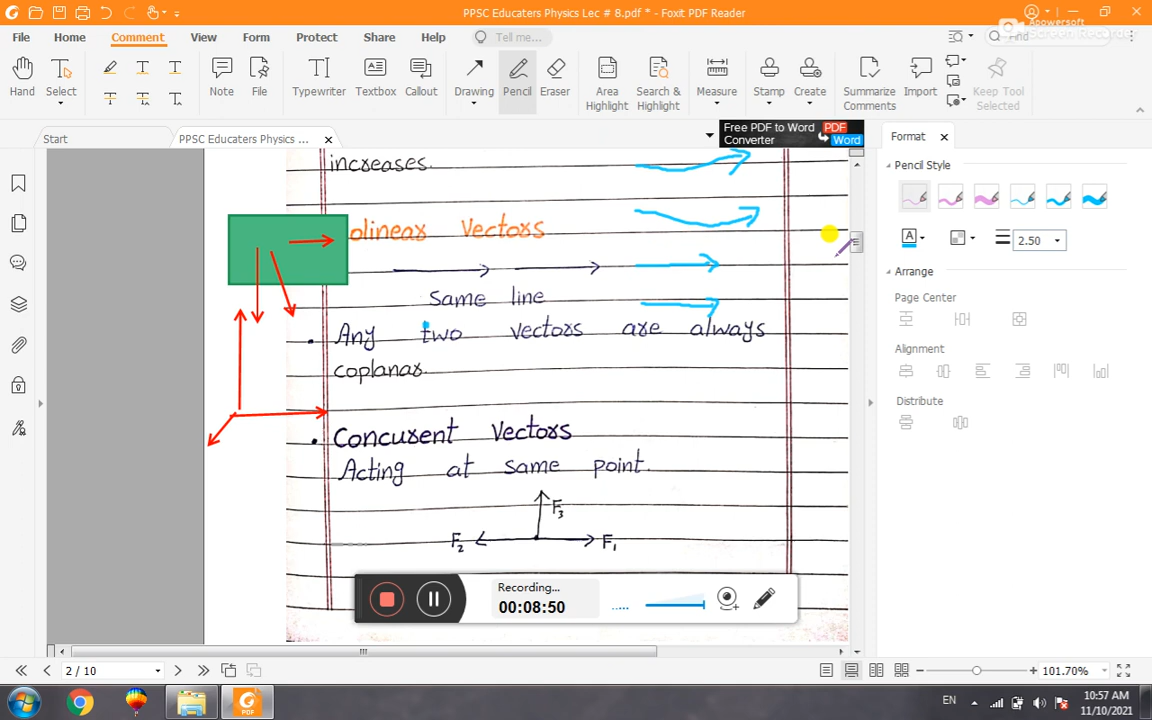 PPSC Educaters Physics Lec # 8.pdf * - Foxit PDF Reader
Apowersoft
Screen Recorder
File Home Comment View Form Protect Share Help Tell me... Find
Hand Select Note File Typewriter Textbox Callout Drawing Pencil Eraser Area Highlight Search & Highlight Measure Stamp Create Summarize Comments Import Keep Tool Selected
Start PPSC Educaters Physics ... Free PDF to Word Converter PDF Word Format
Pencil Style
2.50
Arrange
Page Center
Alignment
Distribute
increases.
olinear Vectors
Same line
. Any two vectors are always
coplanar.
. Concurent Vectors
Acting at same point.
F3
F2 F1
Recording...
00:08:50
2 / 10 101.70%
EN 10:57 AM
11/10/2021